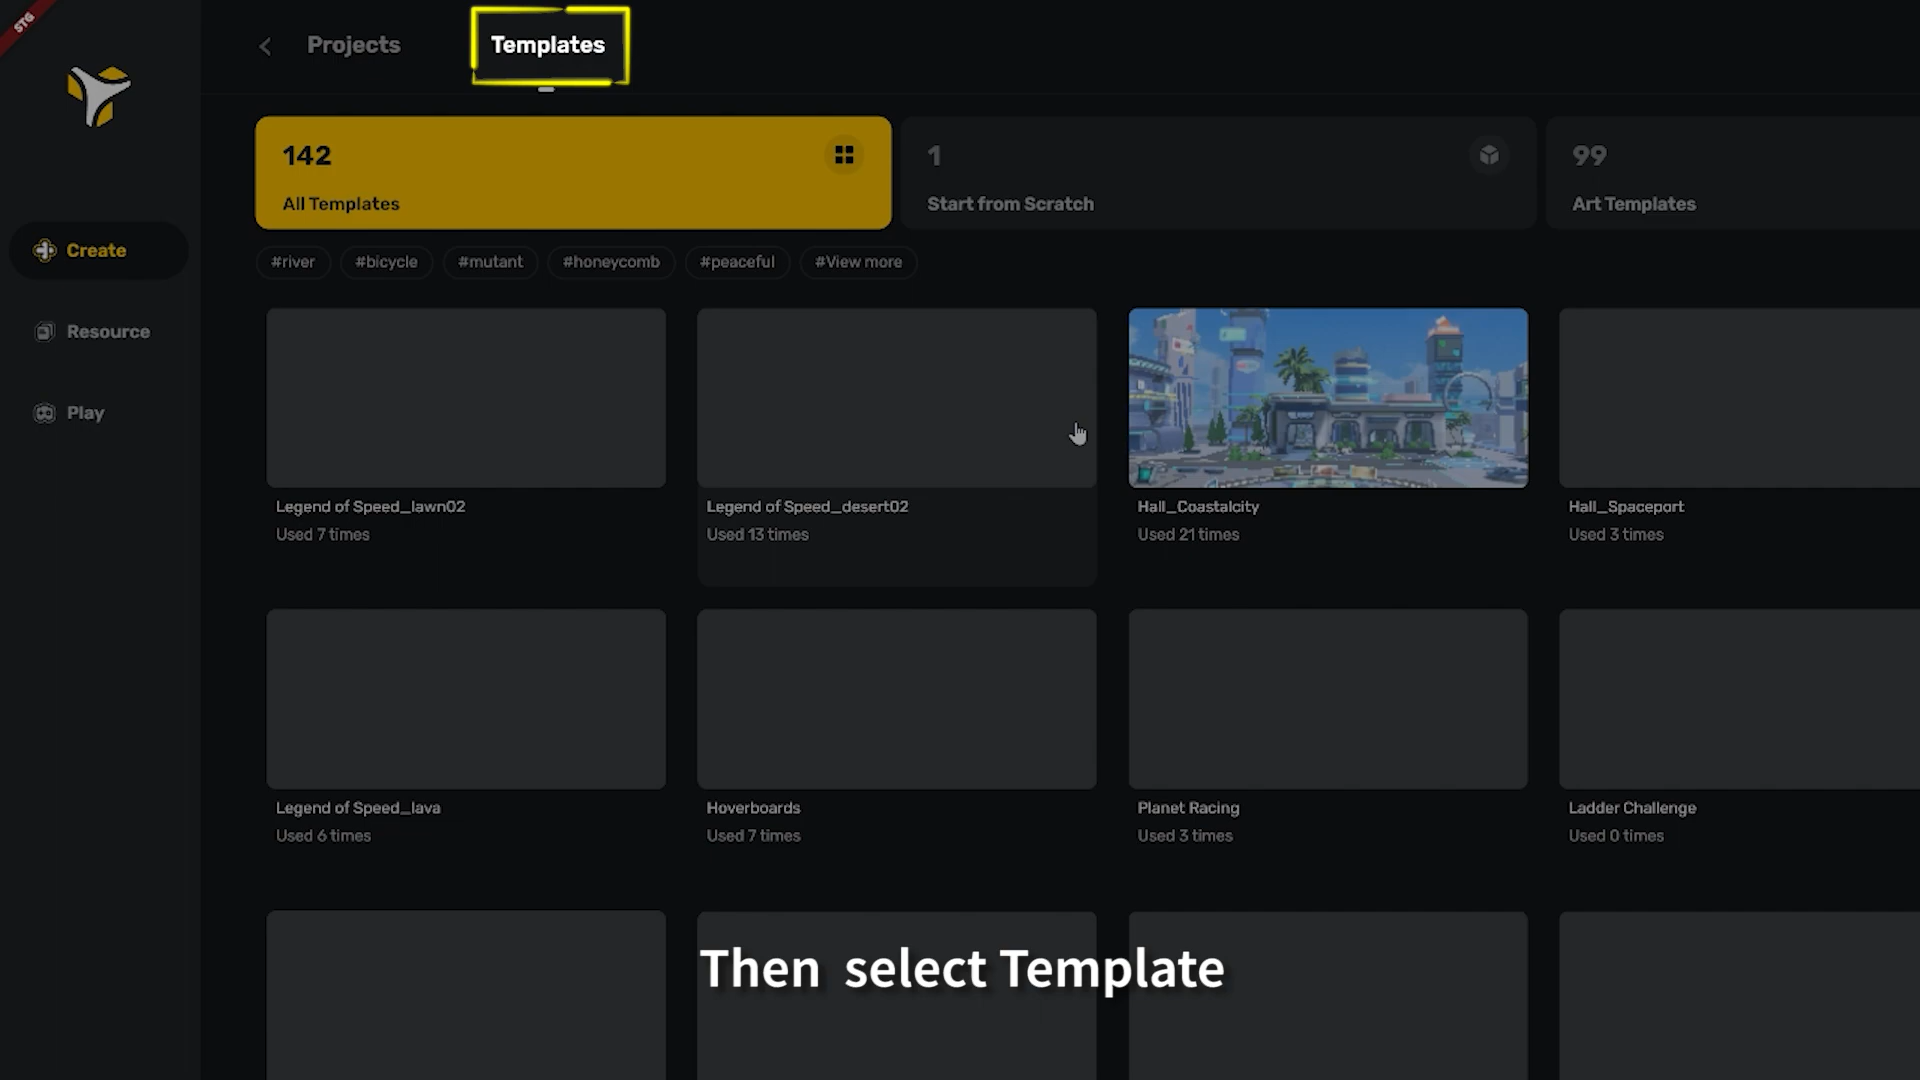 STG
Projects
Templates
142
All Templates
1
Start from Scratch
99
Art Templates
#river
#bicycle
#mutant
#honeycomb
#peaceful
#View more
Create
Resource
Play
Legend of Speed_lawn02
Used 7 times
Legend of Speed_desert02
Used 13 times
Hall_Coastalcity
Used 21 times
Hall_Spaceport
Used 3 times
Legend of Speed_lava
Used 6 times
Hoverboards
Used 7 times
Planet Racing
Used 3 times
Ladder Challenge
Used 0 times
Then select Template